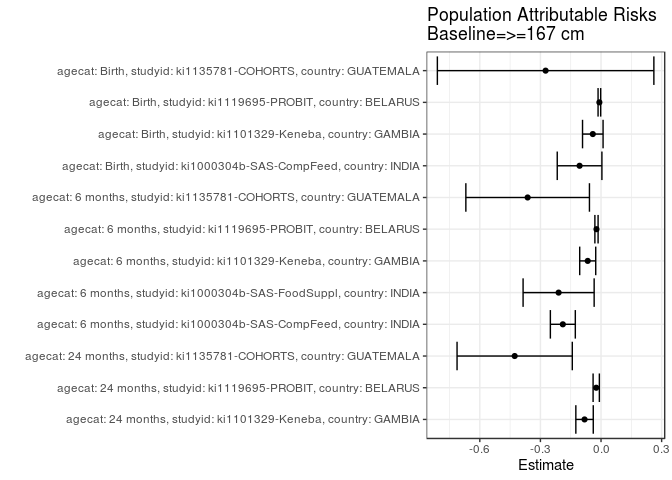 Population Attributable Risks
Baseline=>=167 cm
agecat: Birth, studyid: ki1135781-COHORTS, country: GUATEMALA
agecat: Birth, studyid: ki1119695-PROBIT, country: BELARUS
agecat: Birth, studyid: ki1101329-Keneba, country: GAMBIA
agecat: Birth, studyid: ki1000304b-SAS-CompFeed, country: INDIA
agecat: 6 months, studyid: ki1135781-COHORTS, country: GUATEMALA
agecat: 6 months, studyid: ki1119695-PROBIT, country: BELARUS
agecat: 6 months, studyid: ki1101329-Keneba, country: GAMBIA
agecat: 6 months, studyid: ki1000304b-SAS-FoodSuppl, country: INDIA
agecat: 6 months, studyid: ki1000304b-SAS-CompFeed, country: INDIA
agecat: 24 months, studyid: ki1135781-COHORTS, country: GUATEMALA
agecat: 24 months, studyid: ki1119695-PROBIT, country: BELARUS
agecat: 24 months, studyid: ki1101329-Keneba, country: GAMBIA
-0.6 -0.3 0.0 0.3
Estimate